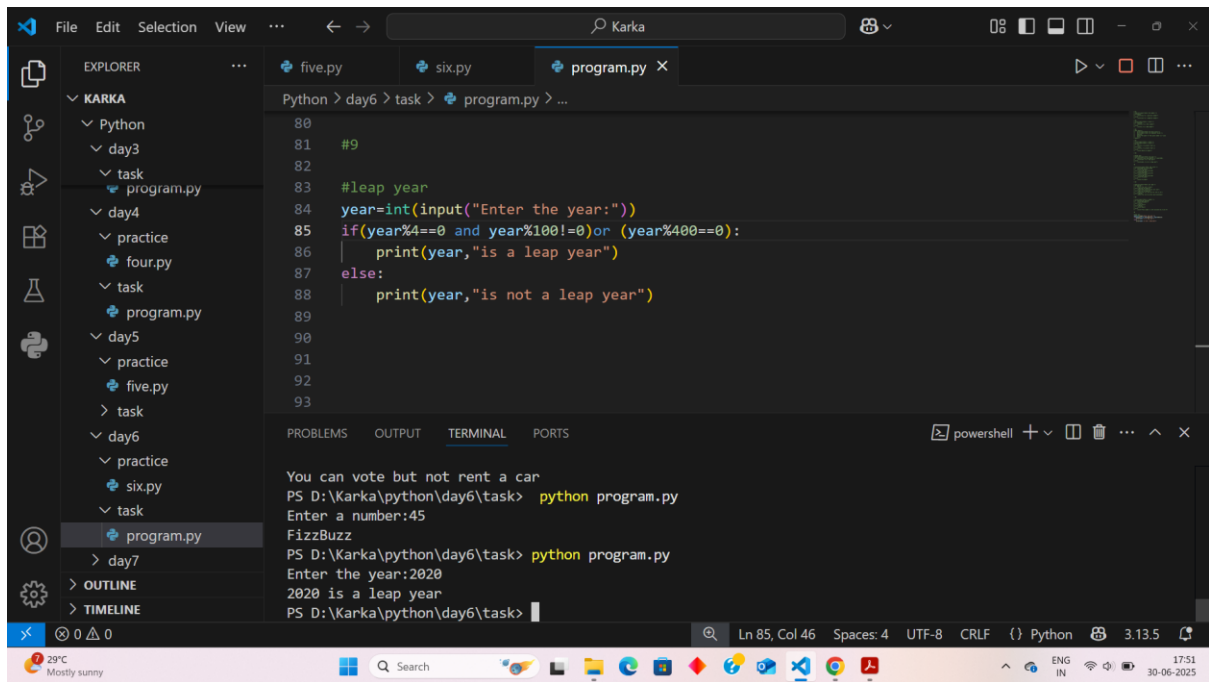 File Edit Selection View ... Karka
EXPLORER ...
KARKA
Python
day3
task
program.py
day4
practice
four.py
task
program.py
day5
practice
five.py
task
day6
practice
six.py
task
program.py
day7
OUTLINE
TIMELINE
five.py six.py program.py
Python > day6 > task > program.py > ...
80
81 #9
82
83 #leap year
84 year=int(input("Enter the year:"))
85 if(year%4==0 and year%100!=0)or (year%400==0):
86 print(year,"is a leap year")
87 else:
88 print(year,"is not a leap year")
89
90
91
92
93
PROBLEMS OUTPUT TERMINAL PORTS powershell
You can vote but not rent a car
PS D:\Karka\python\day6\task> python program.py
Enter a number:45
FizzBuzz
PS D:\Karka\python\day6\task> python program.py
Enter the year:2020
2020 is a leap year
PS D:\Karka\python\day6\task>
0 0 Ln 85, Col 46 Spaces: 4 UTF-8 CRLF {} Python 3.13.5
7 29°C
Mostly sunny
Search
ENG
IN
17:51
30-06-2025